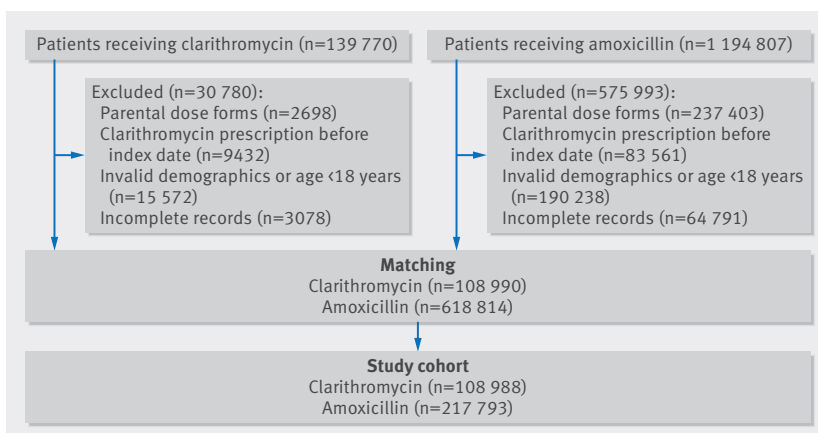 Patients receiving clarithromycin (n=139 770)
Patients receiving amoxicillin (n=1 194 807)
Excluded (n=30 780):
Parental dose forms (n=2698)
Clarithromycin prescription before
index date (n=9432)
Invalid demographics or age <18 years
(n=15 572)
Incomplete records (n=3078)
Excluded (n=575 993):
Parental dose forms (n=237 403)
Clarithromycin prescription before
index date (n=83 561)
Invalid demographics or age <18 years
(n=190 238)
Incomplete records (n=64 791)
Matching
Clarithromycin (n=108 990)
Amoxicillin (n=618 814)
Study cohort
Clarithromycin (n=108 988)
Amoxicillin (n=217 793)